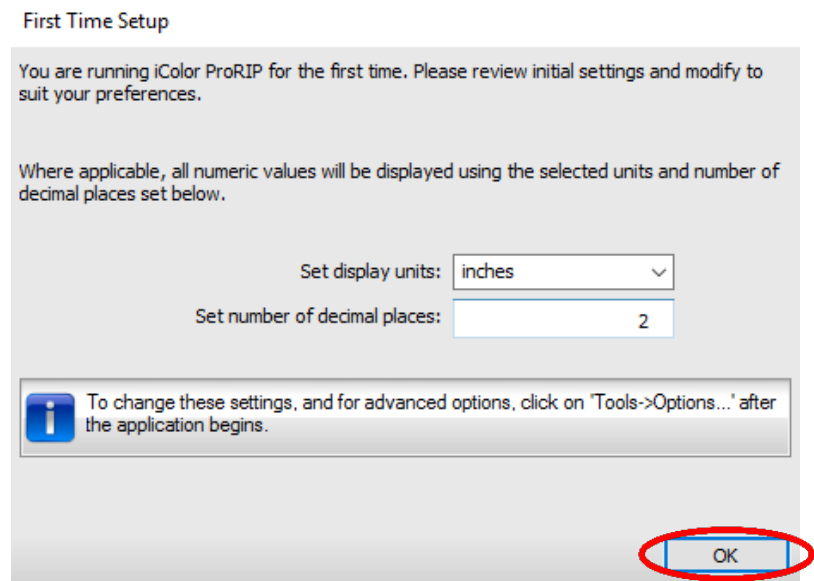 First Time Setup
You are running iColor ProRIP for the first time. Please review initial settings and modify to
suit your preferences.
Where applicable, all numeric values will be displayed using the selected units and number of
decimal places set below.
Set display units: inches
Set number of decimal places: 2
To change these settings, and for advanced options, click on 'Tools->Options...' after
the application begins.
OK